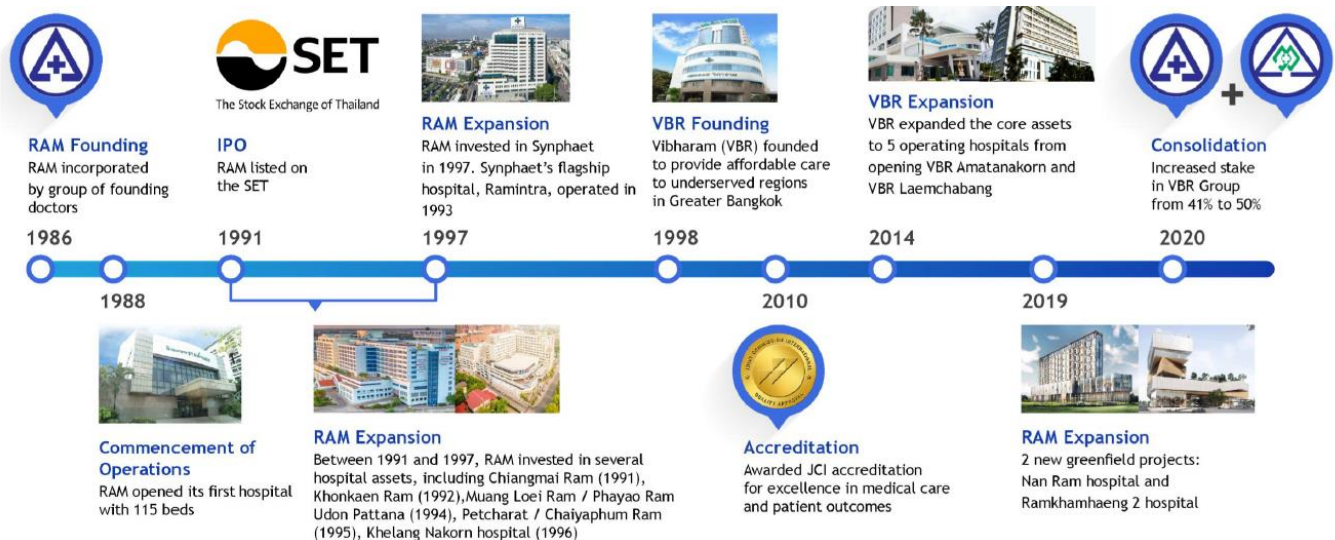 SET
The Stock Exchange of Thailand
RAM Founding
RAM incorporated
by group of founding
doctors
1986
IPO
RAM listed on
the SET
1991
RAM Expansion
RAM invested in Synphaet
in 1997. Synphaet's flagship
hospital, Ramintra, operated in
1993
1997
VBR Founding
Vibharam (VBR) founded
to provide affordable care
to underserved regions
in Greater Bangkok
1998
VBR Expansion
VBR expanded the core assets
to 5 operating hospitals from
opening VBR Amatanakorn and
VBR Laemchabang
2014
+
Consolidation
Increased stake
in VBR Group
from 41% to 50%
2020
1988
Commencement of
Operations
RAM opened its first hospital
with 115 beds
RAM Expansion
Between 1991 and 1997, RAM invested in several
hospital assets, including Chiangmai Ram (1991),
Khonkaen Ram (1992),Muang Loei Ram / Phayao Ram
Udon Pattana (1994), Petcharat / Chaiyaphum Ram
(1995), Khelang Nakorn hospital (1996)
2010
Accreditation
Awarded JCI accreditation
for excellence in medical care
and patient outcomes
2019
RAM Expansion
2 new greenfield projects:
Nan Ram hospital and
Ramkhamhaeng 2 hospital